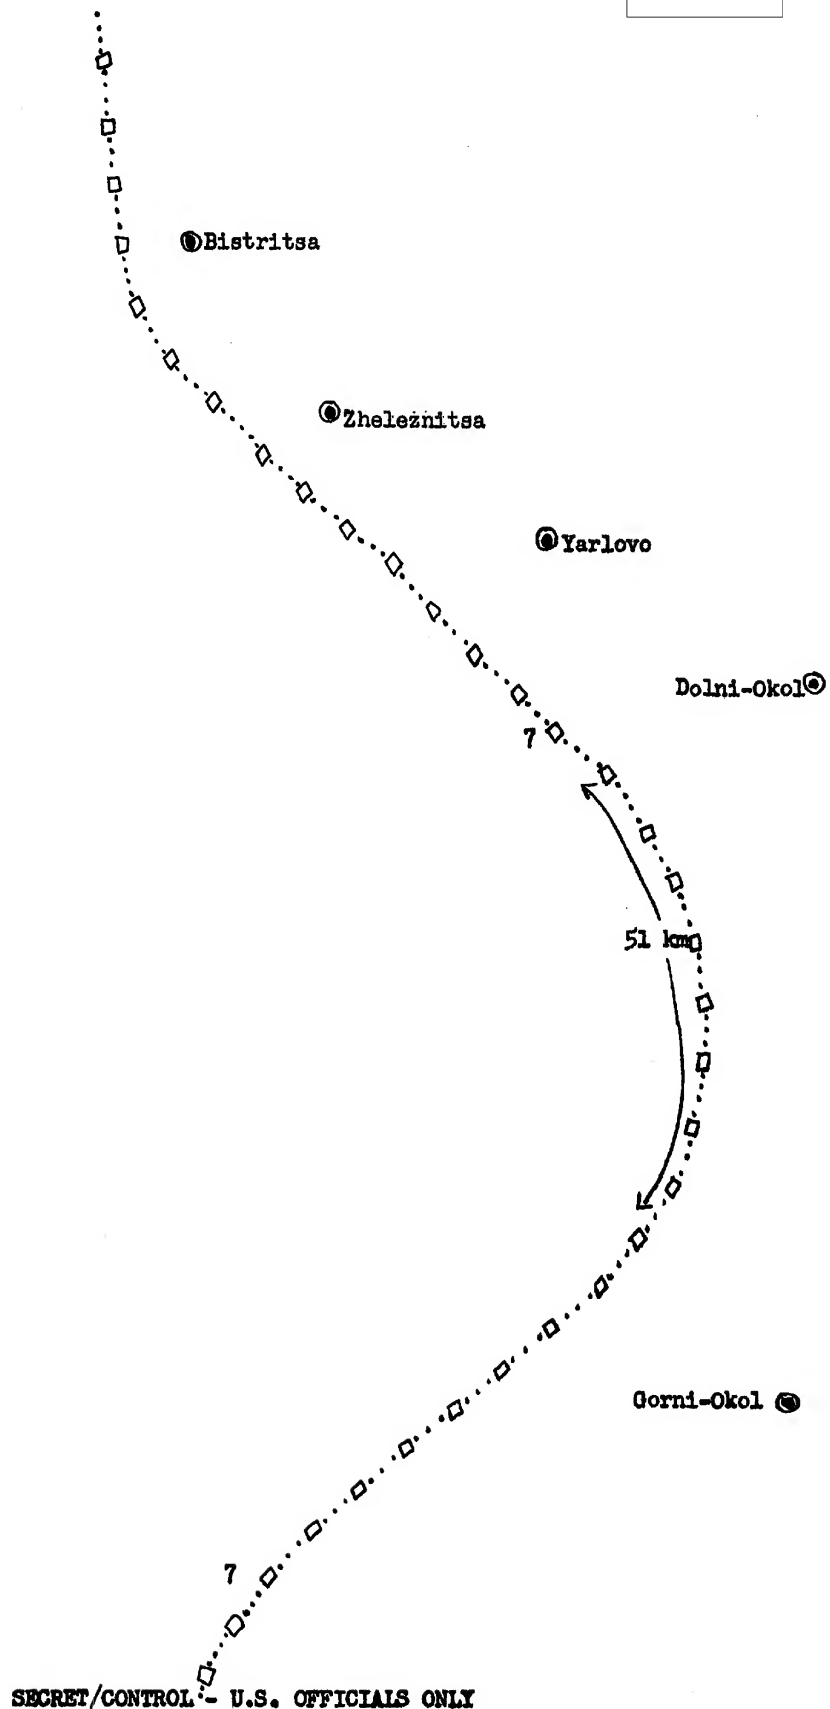 Bistritsa
Zheleznitsa
Yarlovo
Dolni-Okol
7
51 km
Gorni-Okol
7
SECRET/CONTROL - U.S. OFFICIALS ONLY